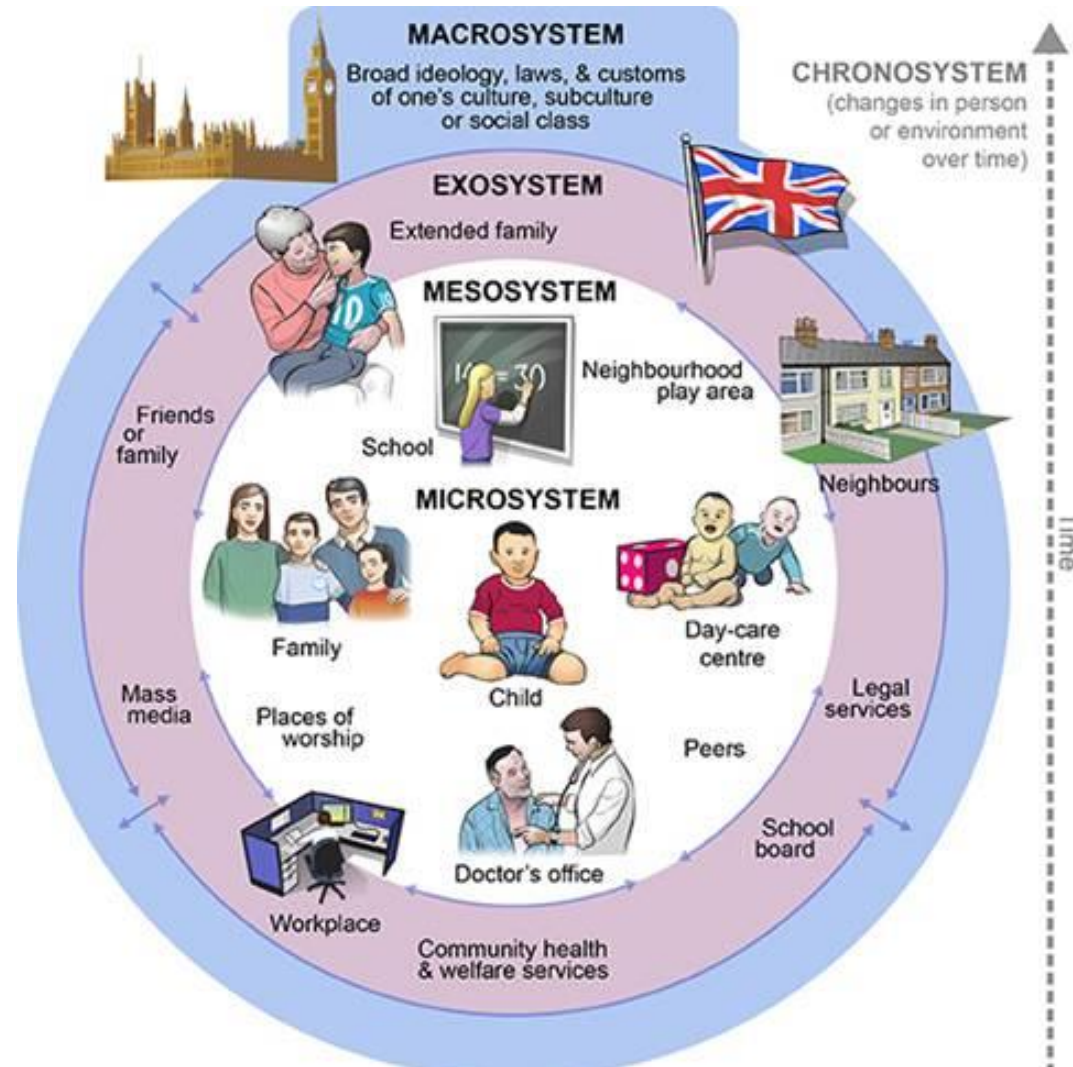 MACROSYSTEM
Broad ideology, laws, & customs
of one's culture, subculture
or social class
CHRONOSYSTEM
(changes in person
or environment
over time)
EXOSYSTEM
Extended family
MESOSYSTEM
Neighbourhood
play area
School
Friends
or
family
Neighbours
MICROSYSTEM
Time
Family
Child
Day-care
centre
Mass
media
Places of
worship
Peers
Legal
services
School
board
Doctor's office
Workplace
Community health
& welfare services